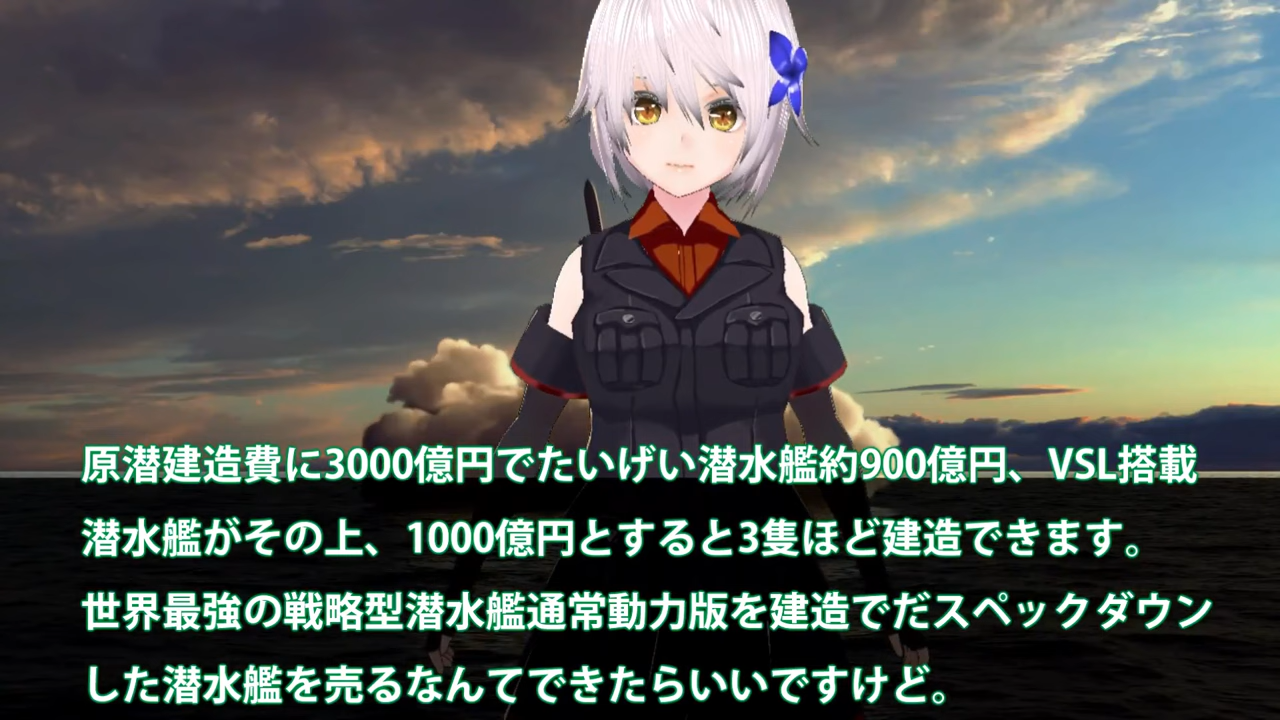 原潜建造費に3000億円でたいげい潜水艦約900億円、VSL搭載
潜水艦がその上、1000億円とすると3隻ほど建造できます。
世界最強の戦略型潜水艦通常動力版を建造でだスペックダウン
した潜水艦を売るなんてできたらいいですけど。